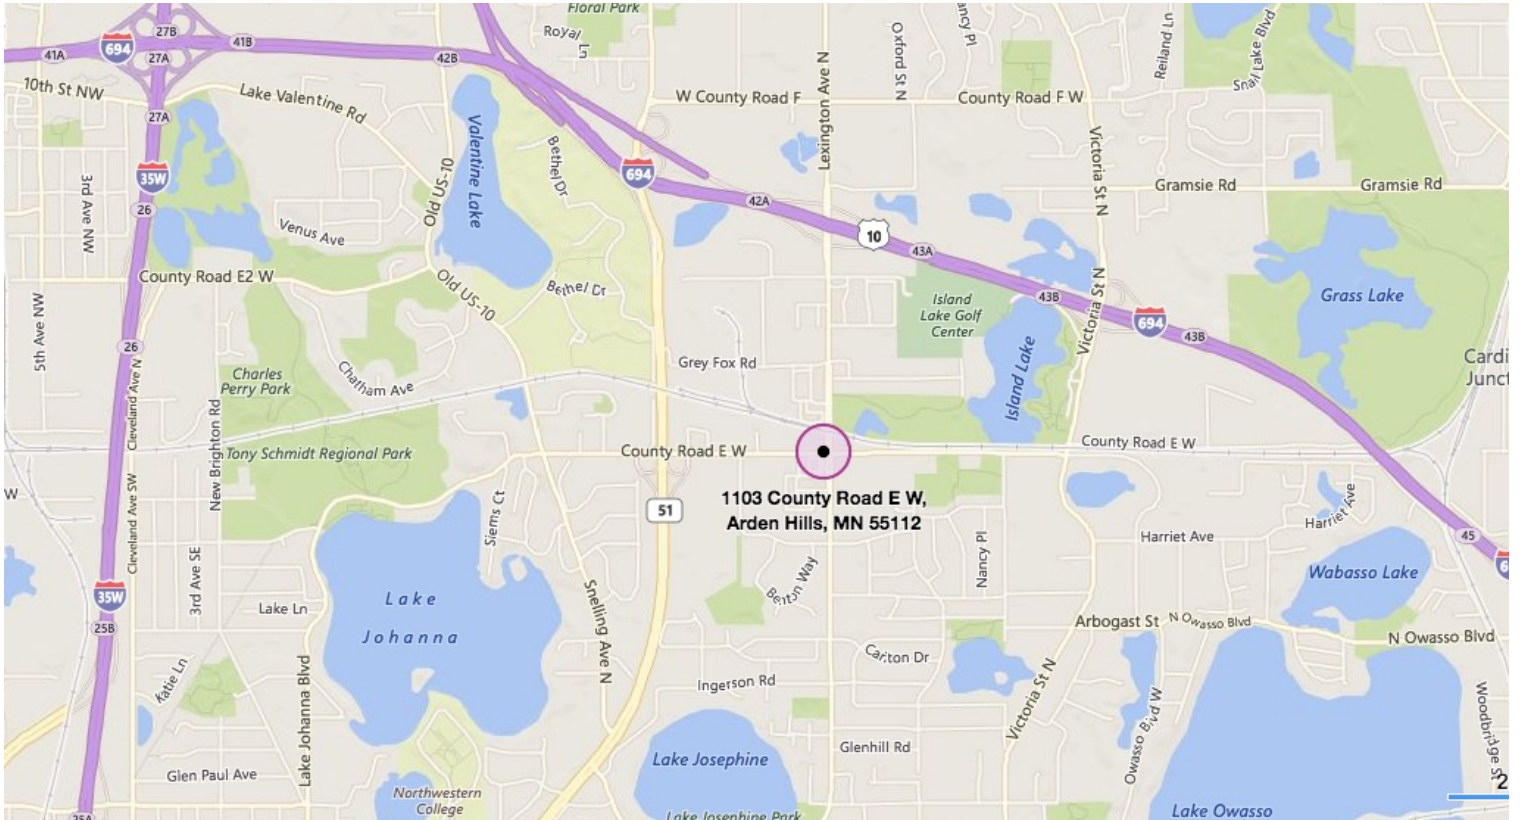 Floral Park
27B
694
41A
41B
27A
42B
Royal Ln
Oxford St N
Lexington Ave N
Reiland Ln
Snail Lake Blvd
10th St NW
Lake Valentine Rd
27A
W County Road F
County Road F W
Valentine Lake
Bethel Dr
694
35W
3rd Ave NW
26
Old US-10
Victoria St N
Gramsie Rd
Gramsie Rd
42A
10
43A
Venus Ave
County Road E2 W
Old US-10
Bethel Dr
Island
Lake Golf
Center
43B
Victoria St N
694
43B
Grass Lake
5th Ave NW
26
Grey Fox Rd
Island Lake
Charles
Perry Park
Chatham Ave
Cleveland Ave N
New Brighton Rd
Tony Schmidt Regional Park
County Road E W
County Road E W
1103 County Road E W,
Arden Hills, MN 55112
51
W
Cleveland Ave SW
Siems Ct
Nancy Pl
Harriet Ave
Harriet Ave
45
3rd Ave SE
35W
25B
Lake Ln
Lake
Johanna
Snelling Ave N
Benton Way
Wabasso Lake
Arbogast St
N Owasso Blvd
N Owasso Blvd
Carlton Dr
Katie Ln
Lake Johanna Blvd
Ingerson Rd
Victoria St N
Owasso Blvd W
Woodbridge St
Glenhill Rd
Lake Josephine
Glen Paul Ave
Northwestern
College
Lake Josephine Park
Lake Owasso
25A
2